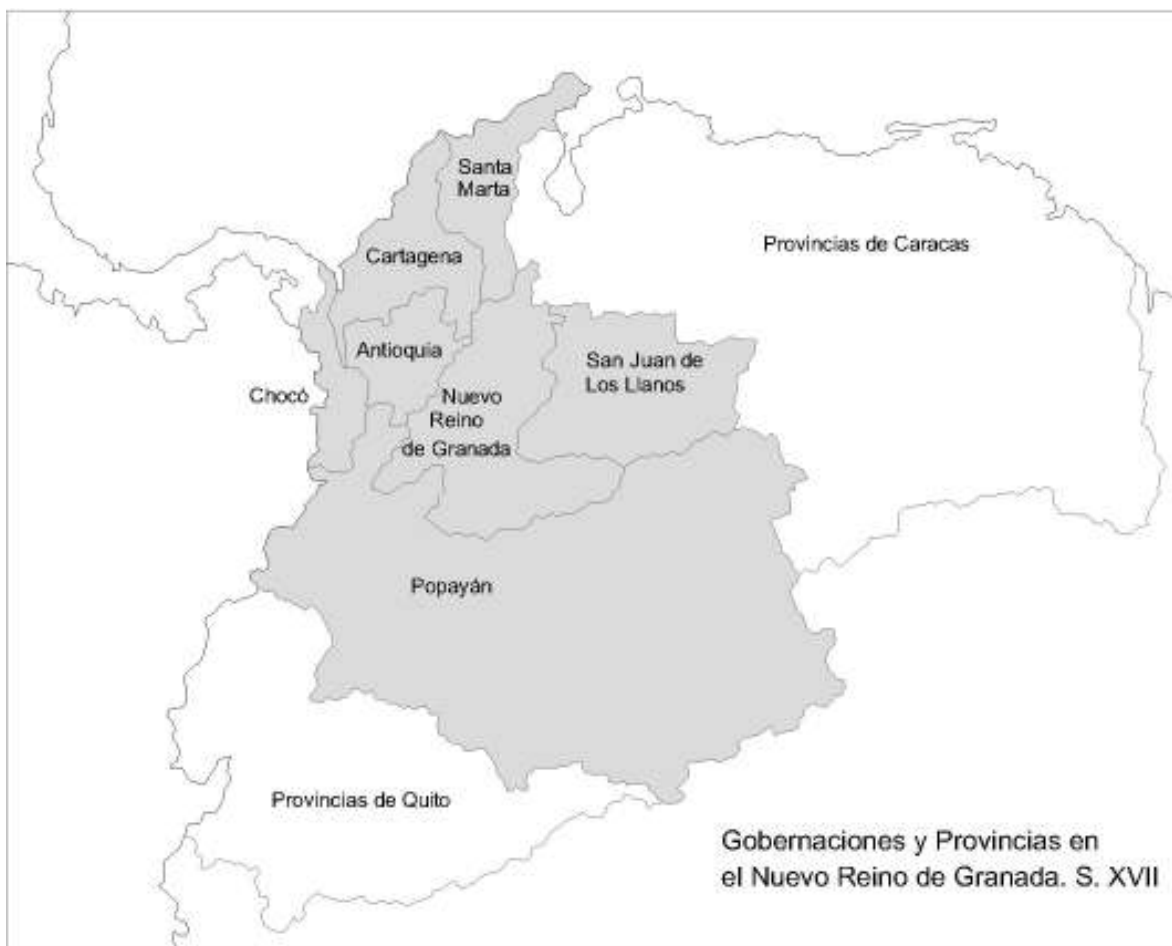 Santa
Marta
Provincias de Caracas
Cartagena
Antioquia
San Juan de
Los Llanos
Chocó
Nuevo
Reino
de Granada
Popayán
Provincias de Quito
Gobernaciones y Provincias en
el Nuevo Reino de Granada. S. XVII